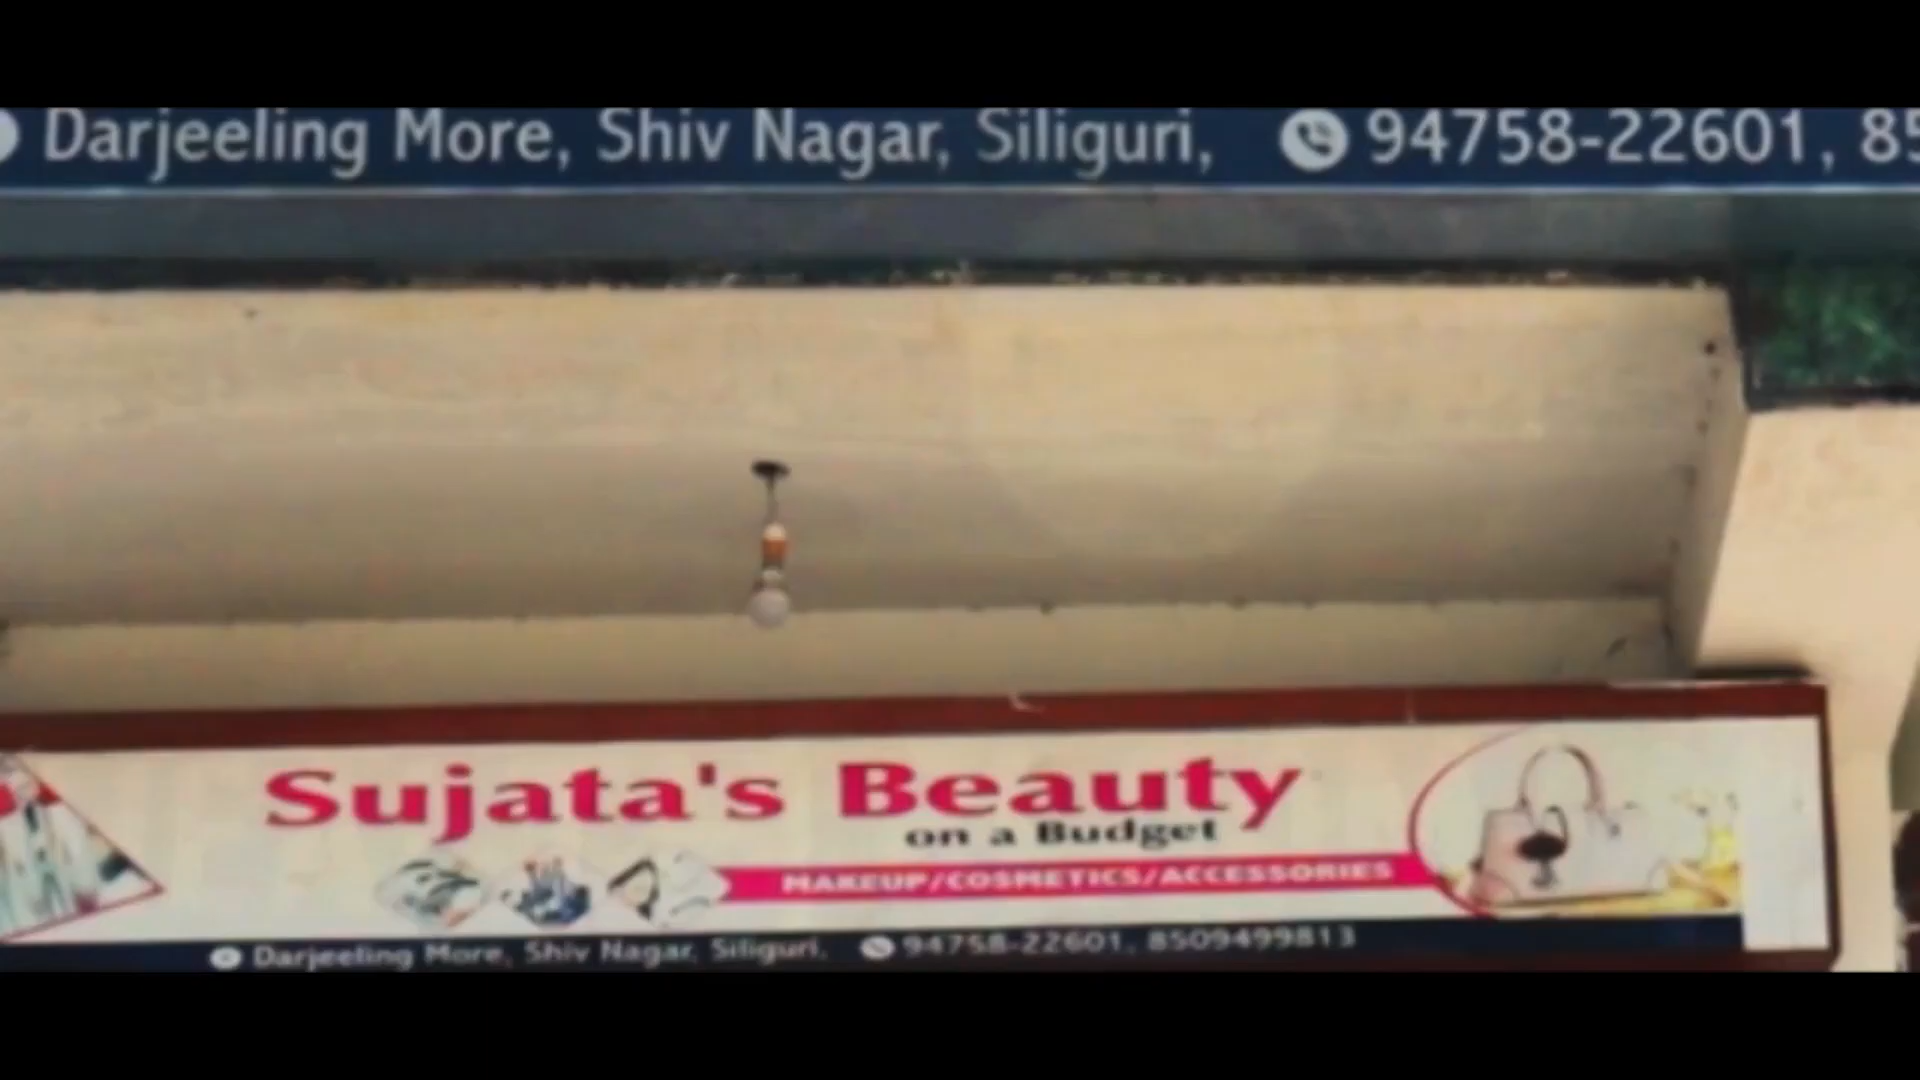 Darjeeling More, Shiv Nagar, Siliguri, 94758-22601, 85
Sujata's Beauty
on a Budget
MAKEUP/COSMETICS/ACCESSORIES
Darjeeling More, Shiv Nagar, Siliguri, 94758-22601, 8509499813